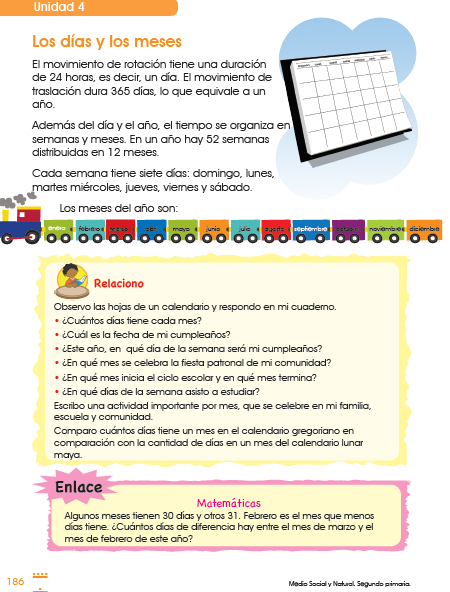 Unidad 4
Los días y los meses
El movimiento de rotación tiene una duración
de 24 horas, es decir, un día. El movimiento de
traslación dura 365 días, lo que equivale a un
año.
Además del día y el año, el tiempo se organiza en
semanas y meses. En un año hay 52 semanas
distribuidas en 12 meses.
Cada semana tiene siete días: domingo, lunes,
martes miércoles, jueves, viernes y sábado.
Los meses del año son:
enero febrero marzo abril mayo junio julio agosto septiembre octubre noviembre diciembre
Relaciono
Observo las hojas de un calendario y respondo en mi cuaderno.
• ¿Cuántos días tiene cada mes?
• ¿Cuál es la fecha de mi cumpleaños?
• ¿Este año, en qué día de la semana será mi cumpleaños?
• ¿En qué mes se celebra la fiesta patronal de mi comunidad?
• ¿En qué mes inicia el ciclo escolar y en qué mes termina?
• ¿En qué días de la semana asisto a estudiar?
Escribo una actividad importante por mes, que se celebre en mi familia,
escuela y comunidad.
Comparo cuántos días tiene un mes en el calendario gregoriano en
comparación con la cantidad de días en un mes del calendario lunar
maya.
Enlace
Matemáticas
Algunos meses tienen 30 días y otros 31. Febrero es el mes que menos
días tiene. ¿Cuántos días de diferencia hay entre el mes de marzo y el
mes de febrero de este año?
186
Medio Social y Natural. Segundo primaria.